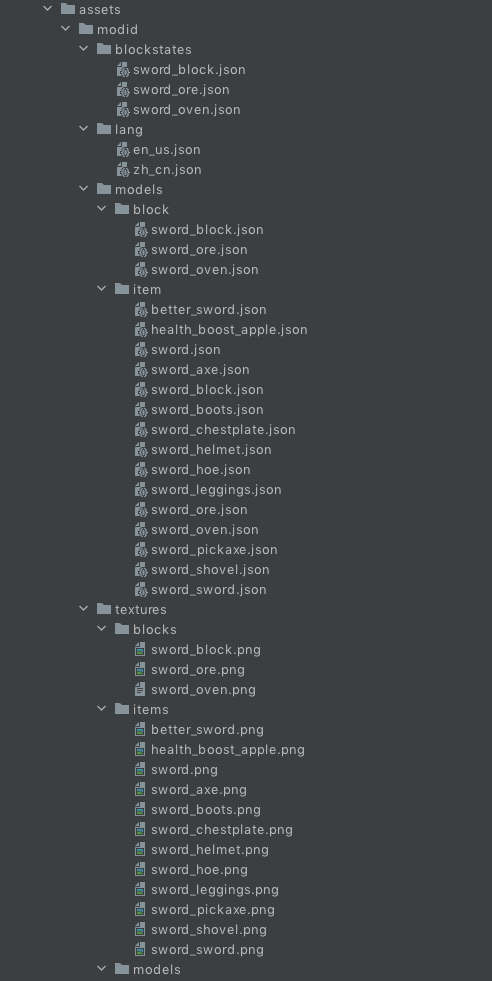 assets
modid
blockstates
sword_block.json
sword_ore.json
sword_oven.json
lang
en_us.json
zh_cn.json
models
block
sword_block.json
sword_ore.json
sword_oven.json
item
better_sword.json
health_boost_apple.json
sword.json
sword_axe.json
sword_block.json
sword_boots.json
sword_chestplate.json
sword_helmet.json
sword_hoe.json
sword_leggings.json
sword_ore.json
sword_oven.json
sword_pickaxe.json
sword_shovel.json
sword_sword.json
textures
blocks
sword_block.png
sword_ore.png
sword_oven.png
items
better_sword.png
health_boost_apple.png
sword.png
sword_axe.png
sword_boots.png
sword_chestplate.png
sword_helmet.png
sword_hoe.png
sword_leggings.png
sword_pickaxe.png
sword_shovel.png
sword_sword.png
models